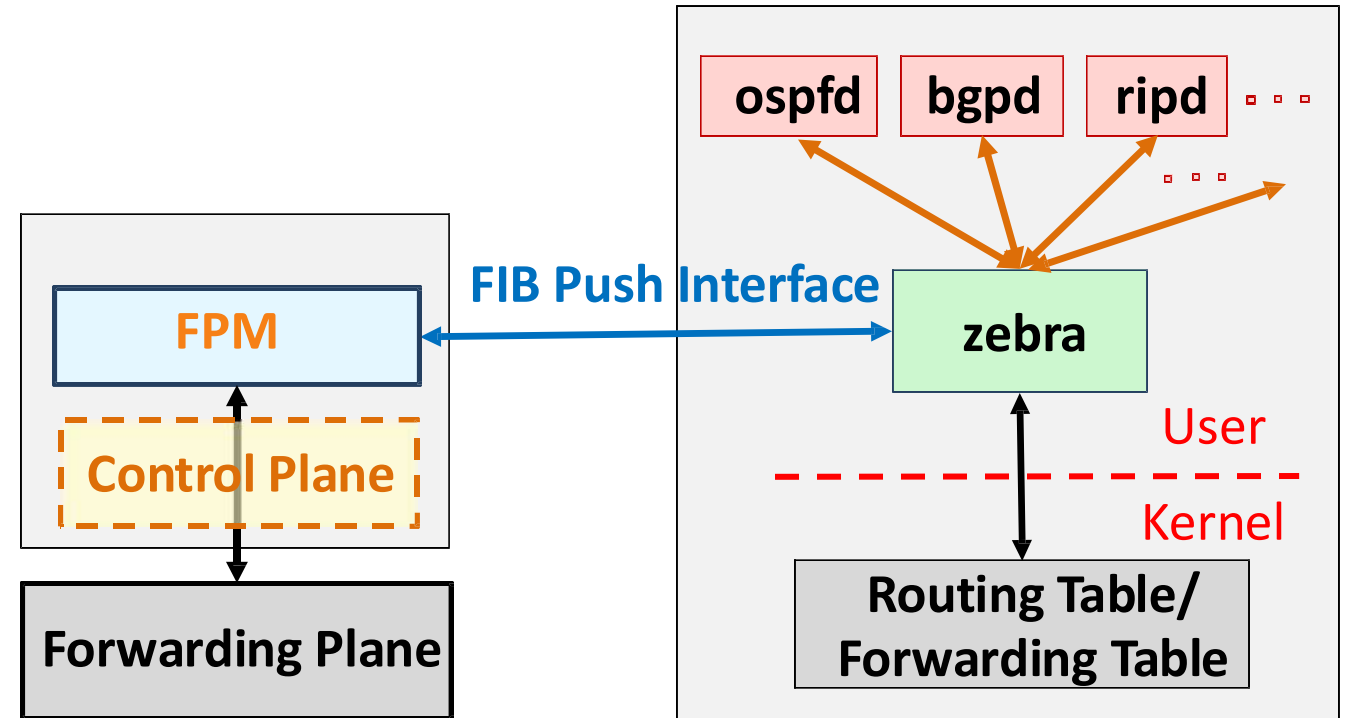 ospfd
bgpd
ripd
FIB Push Interface
FPM
zebra
Control Plane
User
Kernel
Forwarding Plane
Routing Table/
Forwarding Table